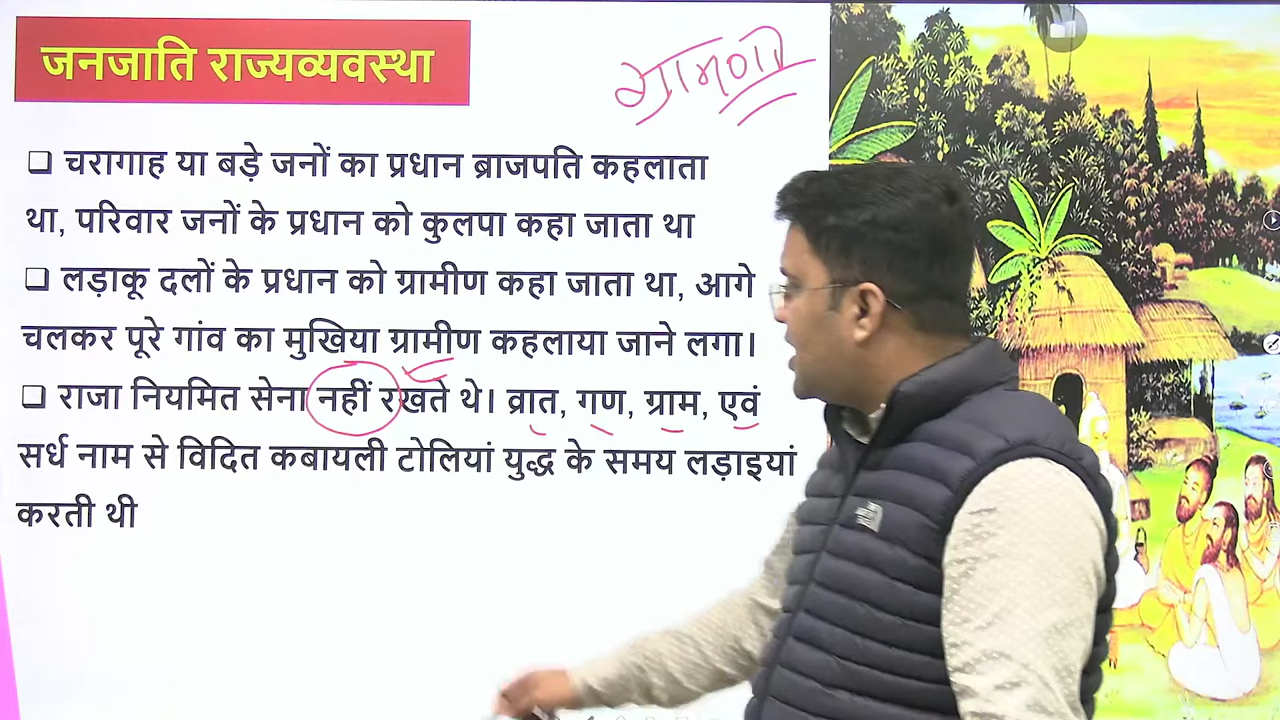 जनजाति राज्यव्यवस्था
ग्रामणी
❑ चरागाह या बड़े जनों का प्रधान ब्राजपति कहलाता
था, परिवार जनों के प्रधान को कुलपा कहा जाता था
❑ लड़ाकू दलों के प्रधान को ग्रामीण कहा जाता था, आगे
चलकर पूरे गांव का मुखिया ग्रामीण कहलाया जाने लगा।
❑ राजा नियमित सेना नहीं रखते थे। व्रात, गण, ग्राम, एवं
सर्ध नाम से विदित कबायली टोलियां युद्ध के समय लड़ाइयां
करती थी